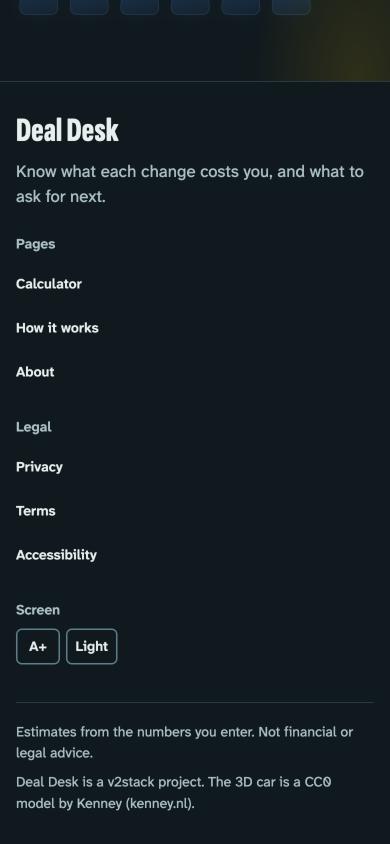 Deal Desk
Know what each change costs you, and what to
ask for next.
Pages
Calculator
How it works
About
Legal
Privacy
Terms
Accessibility
Screen
A+ Light
Estimates from the numbers you enter. Not financial or
legal advice.
Deal Desk is a v2stack project. The 3D car is a CC0
model by Kenney (kenney.nl).